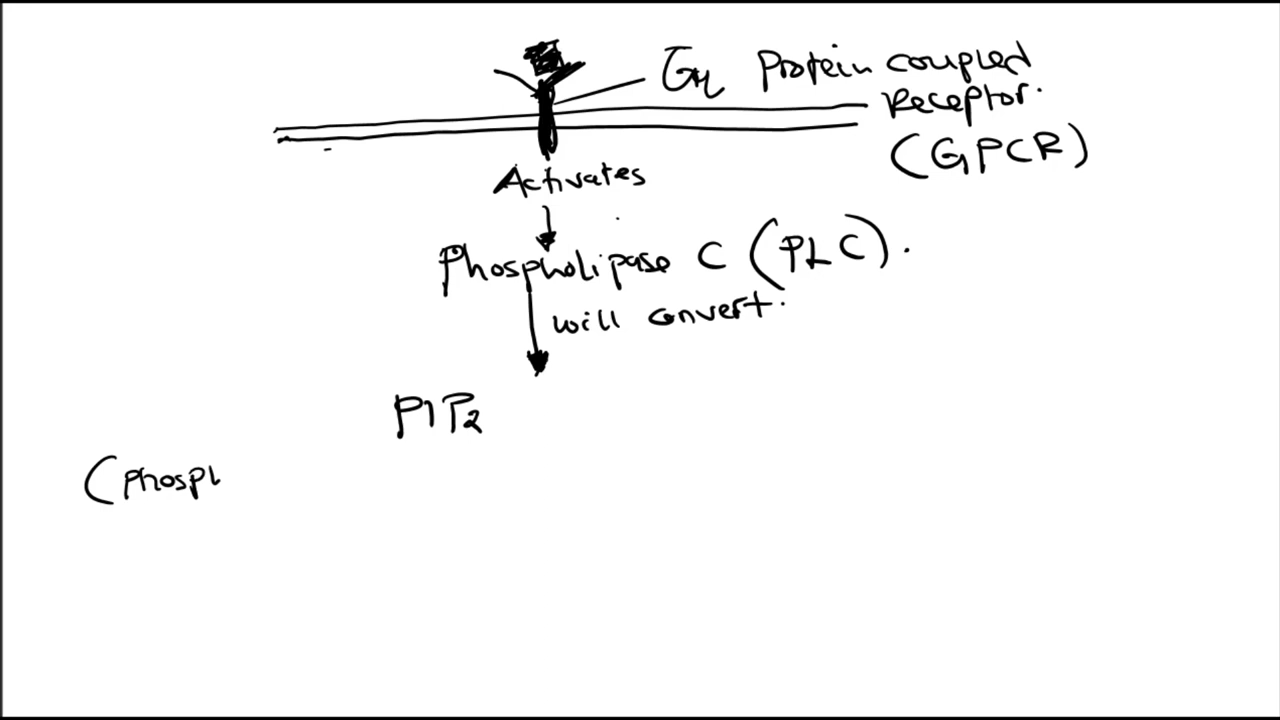 Gq Protein coupled
Receptor.
(GPCR)
Activates
Phospholipase C (PLC).
will convert.
PIP2
(phospl